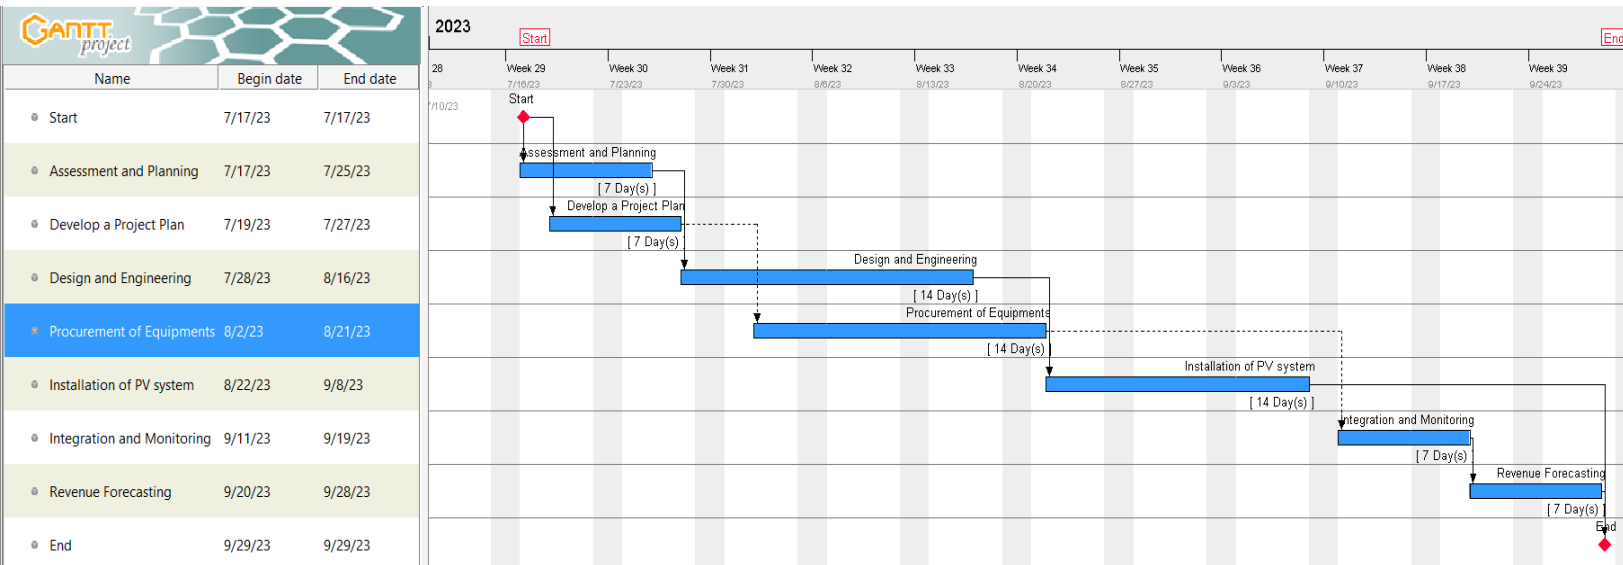 GANTT
project
Name Begin date End date
Start 7/17/23 7/17/23
Assessment and Planning 7/17/23 7/25/23
Develop a Project Plan 7/19/23 7/27/23
Design and Engineering 7/28/23 8/16/23
Procurement of Equipments 8/2/23 8/21/23
Installation of PV system 8/22/23 9/8/23
Integration and Monitoring 9/11/23 9/19/23
Revenue Forecasting 9/20/23 9/28/23
End 9/29/23 9/29/23
2023
Start End
28 Week 29 Week 30 Week 31 Week 32 Week 33 Week 34 Week 35 Week 36 Week 37 Week 38 Week 39
7/16/23 7/23/23 7/30/23 8/6/23 8/13/23 8/20/23 8/27/23 9/3/23 9/10/23 9/17/23 9/24/23
7/10/23
Start
Assessment and Planning
[ 7 Day(s) ]
Develop a Project Plan
[ 7 Day(s) ]
Design and Engineering
[ 14 Day(s) ]
Procurement of Equipments
[ 14 Day(s) ]
Installation of PV system
[ 14 Day(s) ]
Integration and Monitoring
[ 7 Day(s) ]
Revenue Forecasting
[ 7 Day(s) ]
End